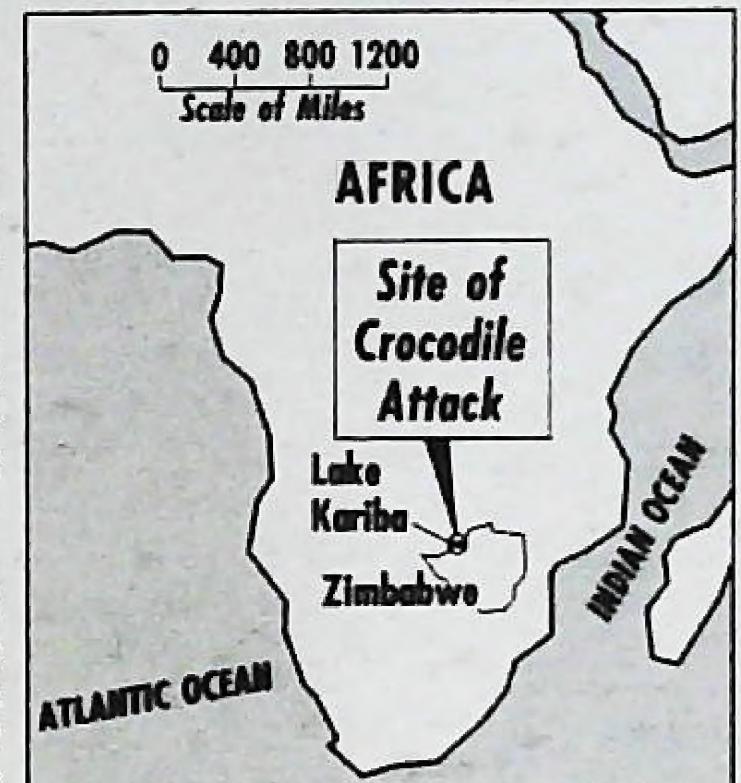 0 400 800 1200
Scale of Miles
AFRICA
Site of
Crocodile
Attack
Lake
Kariba
Zimbabwe
INDIAN OCEAN
ATLANTIC OCEAN